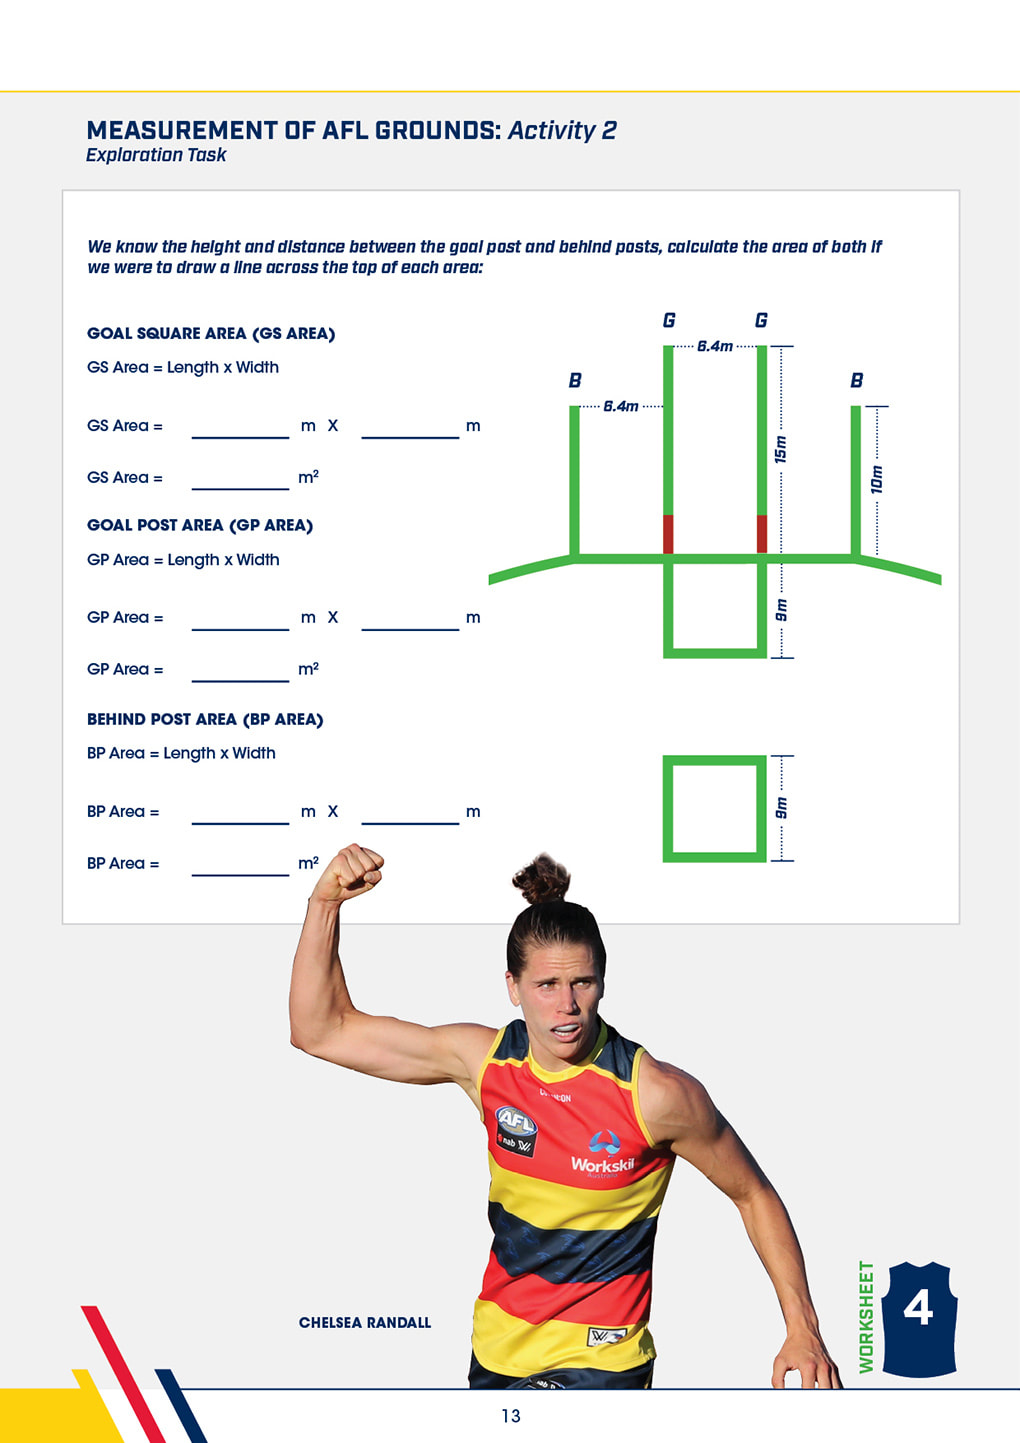 MEASUREMENT OF AFL GROUNDS: Activity 2
Exploration Task
We know the height and distance between the goal post and behind posts, calculate the area of both if
we were to draw a line across the top of each area:
GOAL SQUARE AREA (GS AREA)
GS Area = Length x Width
GS Area = ________ m X ________ m
GS Area = ________ m²
GOAL POST AREA (GP AREA)
GP Area = Length x Width
GP Area = ________ m X ________ m
GP Area = ________ m²
BEHIND POST AREA (BP AREA)
BP Area = Length x Width
BP Area = ________ m X ________ m
BP Area = ________ m²
G G
6.4m
B B
6.4m
15m
10m
9m
9m
AFL
nab W
Workskil
Australia
CHELSEA RANDALL
WORKSHEET
4
13